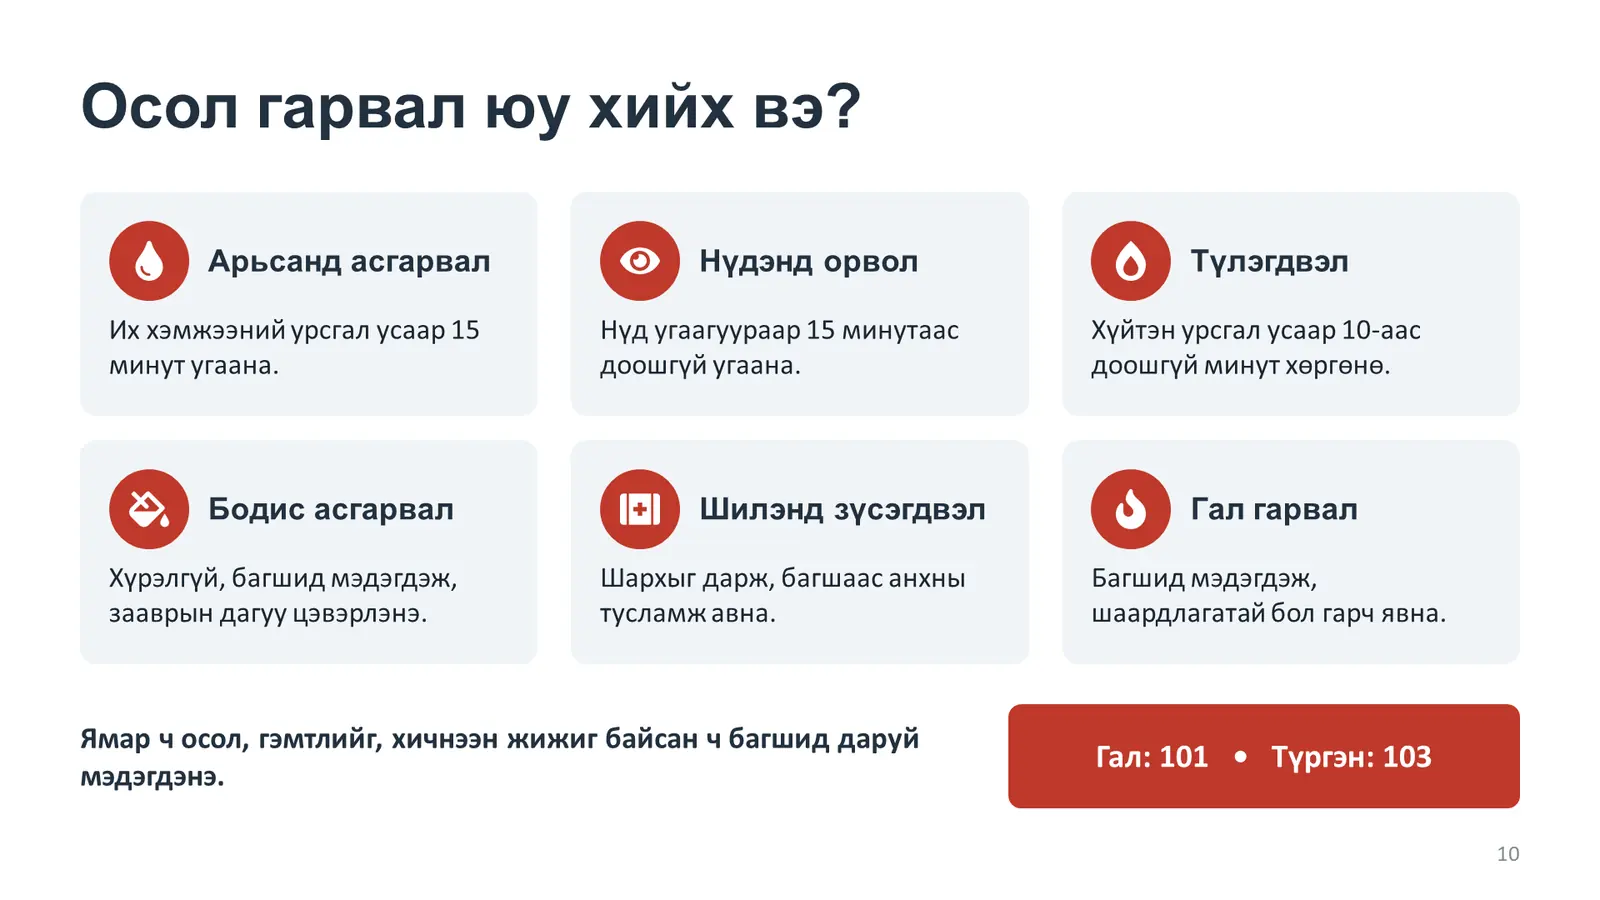 Осол гарвал юу хийх вэ?
Арьсанд асгарвал
Их хэмжээний урсгал усаар 15
минут угаана.
Нүдэнд орвол
Нүд угаагуураар 15 минутаас
доошгүй угаана.
Түлэгдвэл
Хүйтэн урсгал усаар 10-аас
доошгүй минут хөргөнө.
Бодис асгарвал
Хүрэлгүй, багшид мэдэгдэж,
зааврын дагуу цэвэрлэнэ.
Шилэнд зүсэгдвэл
Шархыг дарж, багшаас анхны
тусламж авна.
Гал гарвал
Багшид мэдэгдэж,
шаардлагатай бол гарч явна.
Ямар ч осол, гэмтлийг, хичнээн жижиг байсан ч багшид даруй
мэдэгдэнэ.
Гал: 101 • Түргэн: 103
10